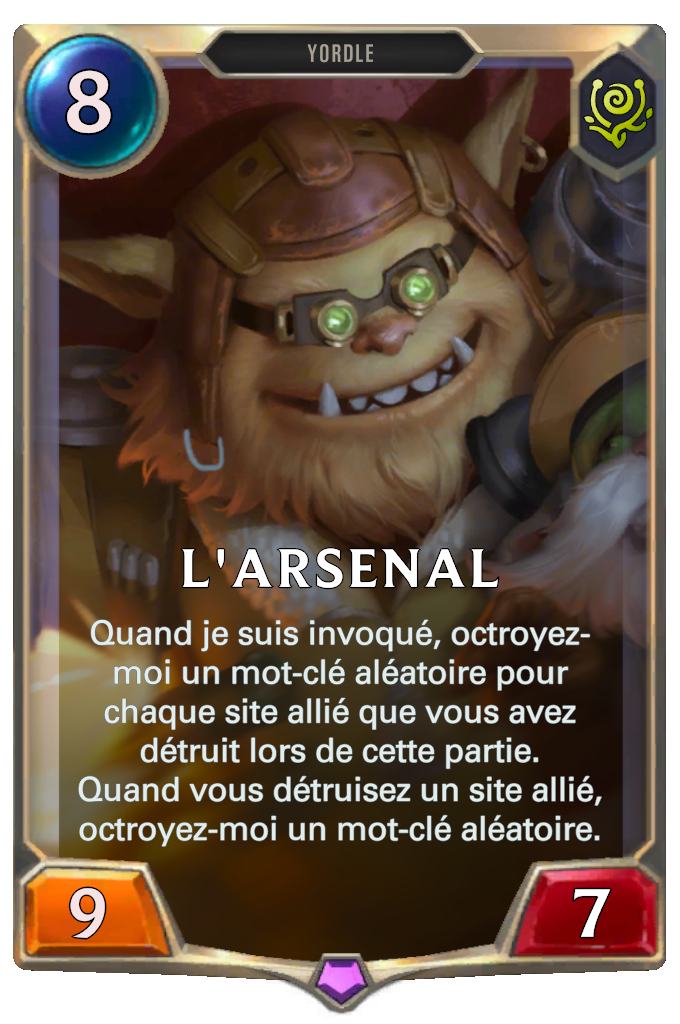 8
YORDLE
L'ARSENAL
Quand je suis invoqué, octroyez-
moi un mot-clé aléatoire pour
chaque site allié que vous avez
détruit lors de cette partie.
Quand vous détruisez un site allié,
octroyez-moi un mot-clé aléatoire.
9
7